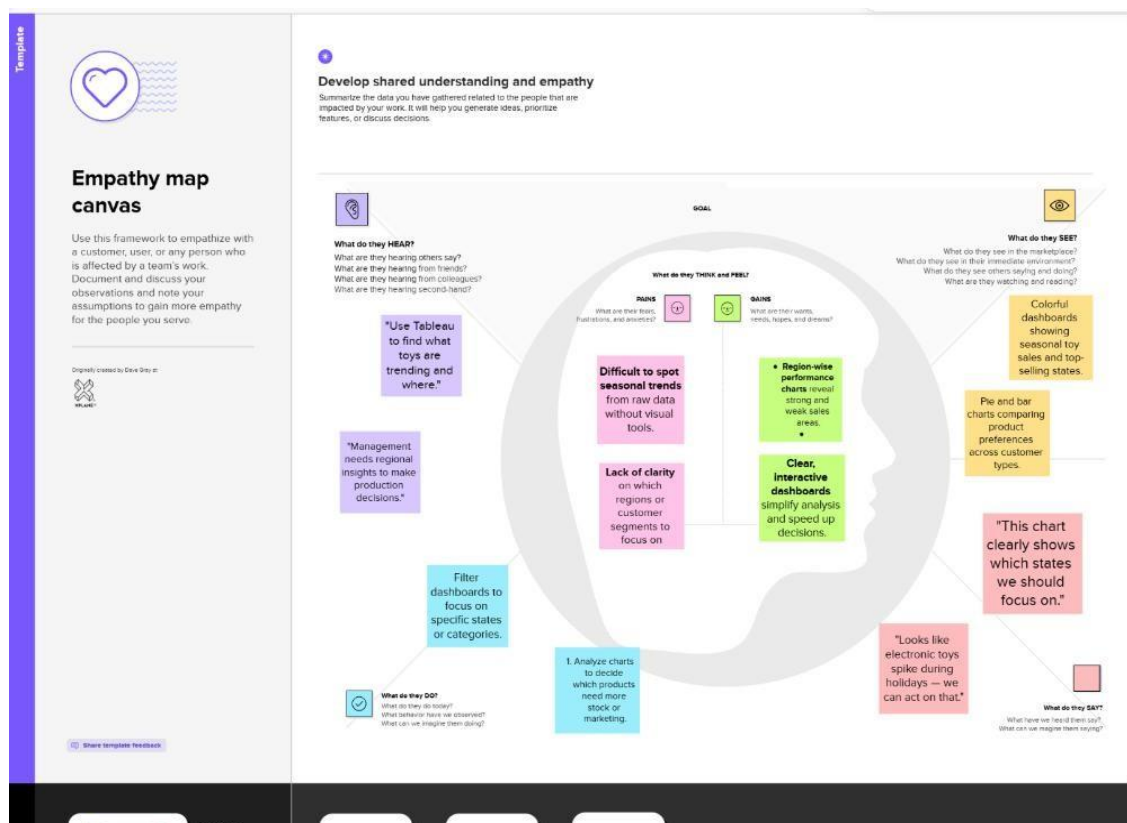 Template
Empathy map
canvas
Use this framework to empathize with
a customer, user, or any person who
is affected by a team's work.
Document and discuss your
observations and note your
assumptions to gain more empathy
for the people you serve.
Originally created by Dave Gray at
XPLANE
Share template feedback
Develop shared understanding and empathy
Summarize the data you have gathered related to the people that are
impacted by your work. It will help you generate ideas, prioritize
features, or discuss decisions.
GOAL
What do they HEAR?
What are they hearing others say?
What are they hearing from friends?
What are they hearing from colleagues?
What are they hearing second-hand?
What do they SEE?
What do they see in the marketplace?
What do they see in their immediate environment?
What do they see others saying and doing?
What are they watching and reading?
What do they THINK and FEEL?
PAINS
What are their fears,
frustrations, and anxieties?
GAINS
What are their wants,
needs, hopes, and dreams?
"Use Tableau
to find what
toys are
trending and
where."
"Management
needs regional
insights to make
production
decisions."
Difficult to spot
seasonal trends
from raw data
without visual
tools.
Lack of clarity
on which
regions or
customer
segments to
focus on
• Region-wise
performance
charts reveal
strong and
weak sales
areas.
•
Clear,
interactive
dashboards
simplify analysis
and speed up
decisions.
Colorful
dashboards
showing
seasonal toy
sales and top-
selling states.
Pie and bar
charts comparing
product
preferences
across customer
types.
"This chart
clearly shows
which states
we should
focus on."
"Looks like
electronic toys
spike during
holidays — we
can act on that."
Filter
dashboards to
focus on
specific states
or categories.
1. Analyze charts
to decide
which products
need more
stock or
marketing.
What do they DO?
What do they do today?
What behavior have we observed?
What can we imagine them doing?
What do they SAY?
What have we heard them say?
What can we magine them saying?